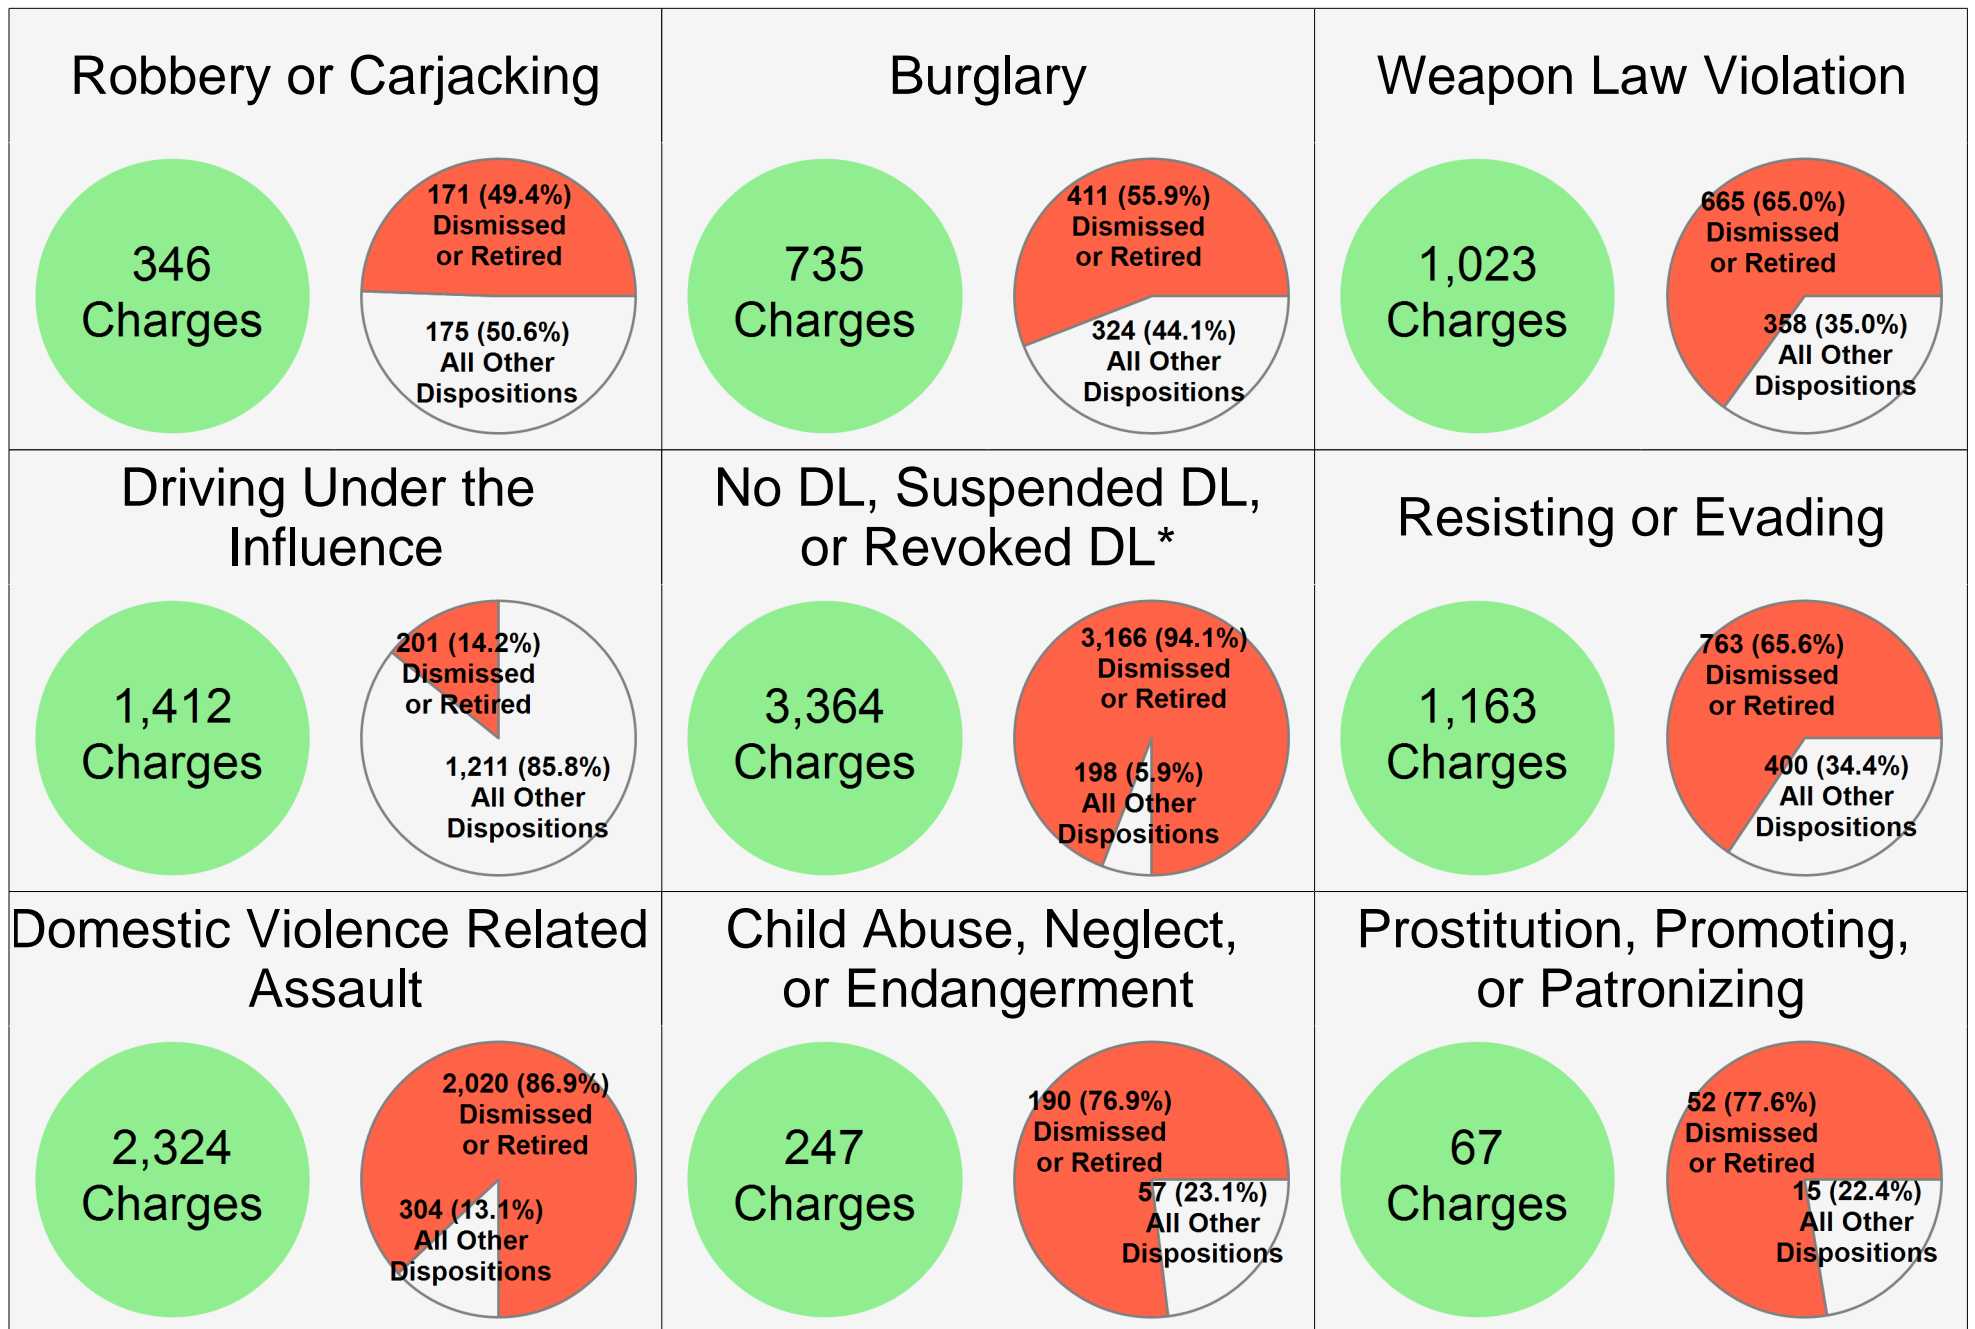 Robbery or Carjacking
346
Charges
171 (49.4%)
Dismissed
or Retired
175 (50.6%)
All Other
Dispositions
Burglary
735
Charges
411 (55.9%)
Dismissed
or Retired
324 (44.1%)
All Other
Dispositions
Weapon Law Violation
1,023
Charges
665 (65.0%)
Dismissed
or Retired
358 (35.0%)
All Other
Dispositions
Driving Under the
Influence
1,412
Charges
201 (14.2%)
Dismissed
or Retired
1,211 (85.8%)
All Other
Dispositions
No DL, Suspended DL,
or Revoked DL*
3,364
Charges
3,166 (94.1%)
Dismissed
or Retired
198 (5.9%)
All Other
Dispositions
Resisting or Evading
1,163
Charges
763 (65.6%)
Dismissed
or Retired
400 (34.4%)
All Other
Dispositions
Domestic Violence Related
Assault
2,324
Charges
2,020 (86.9%)
Dismissed
or Retired
304 (13.1%)
All Other
Dispositions
Child Abuse, Neglect,
or Endangerment
247
Charges
190 (76.9%)
Dismissed
or Retired
57 (23.1%)
All Other
Dispositions
Prostitution, Promoting,
or Patronizing
67
Charges
52 (77.6%)
Dismissed
or Retired
15 (22.4%)
All Other
Dispositions